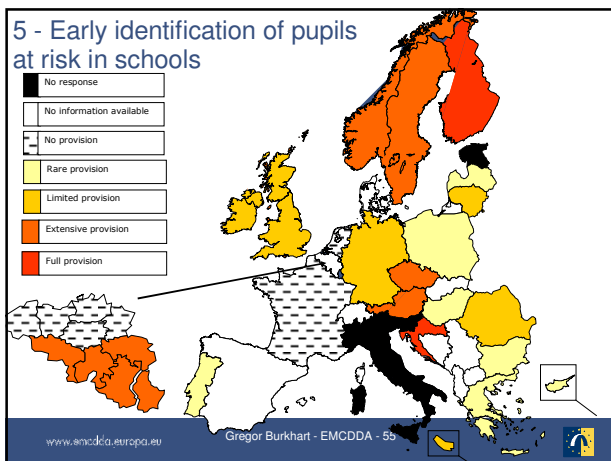 5 - Early identification of pupils
at risk in schools
No response
No information available
No provision
Rare provision
Limited provision
Extensive provision
Full provision
www.emcdda.europa.eu
Gregor Burkhart - EMCDDA - 55